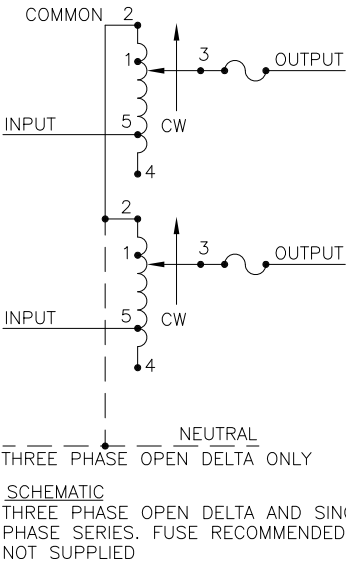 COMMON 2
1
3
OUTPUT
INPUT
5
CW
4
2
1
3
OUTPUT
INPUT
5
CW
4
NEUTRAL
THREE PHASE OPEN DELTA ONLY
SCHEMATIC
THREE PHASE OPEN DELTA AND SING
PHASE SERIES. FUSE RECOMMENDED
NOT SUPPLIED